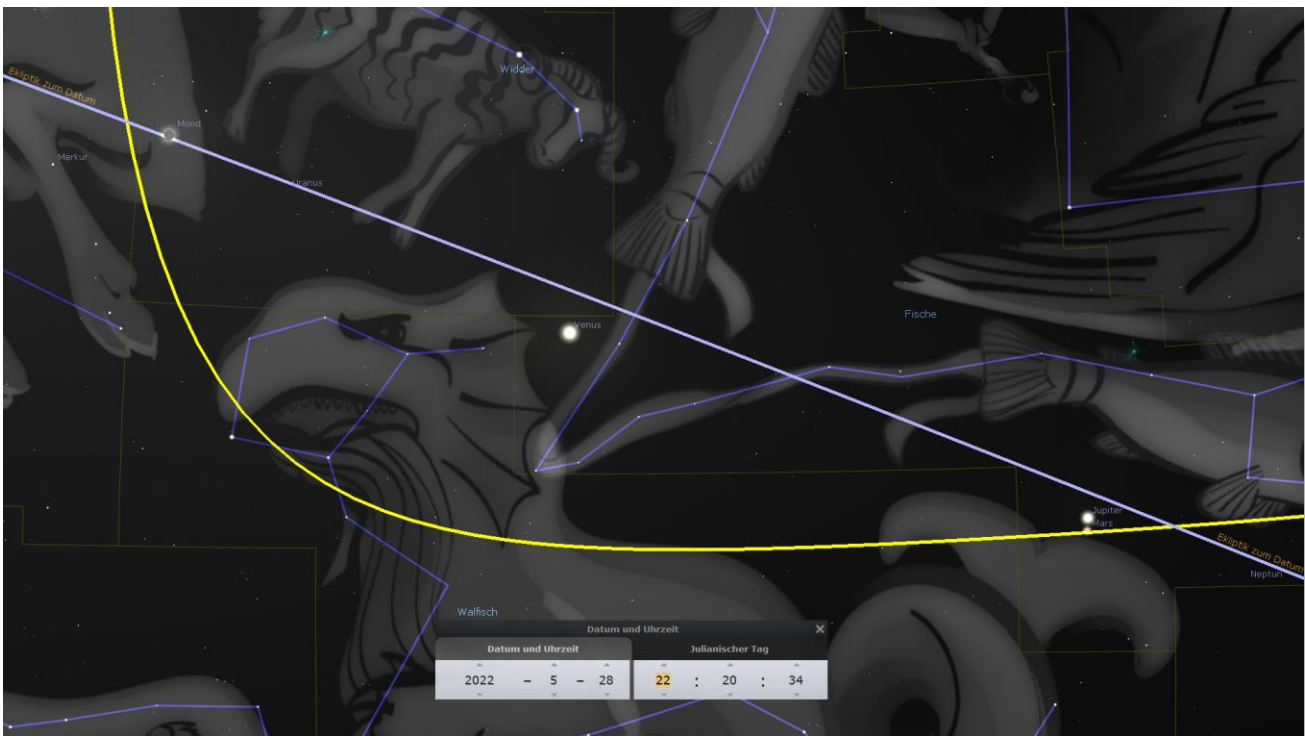 Widder
Ekliptik zum Datum
Mond
Merkur
Uranus
Fische
Venus
Jupiter
Mars
Ekliptik zum Datum
Neptun
Walfisch
Datum und Uhrzeit ×
Datum und Uhrzeit Julianischer Tag
2022 – 5 – 28 22 : 20 : 34